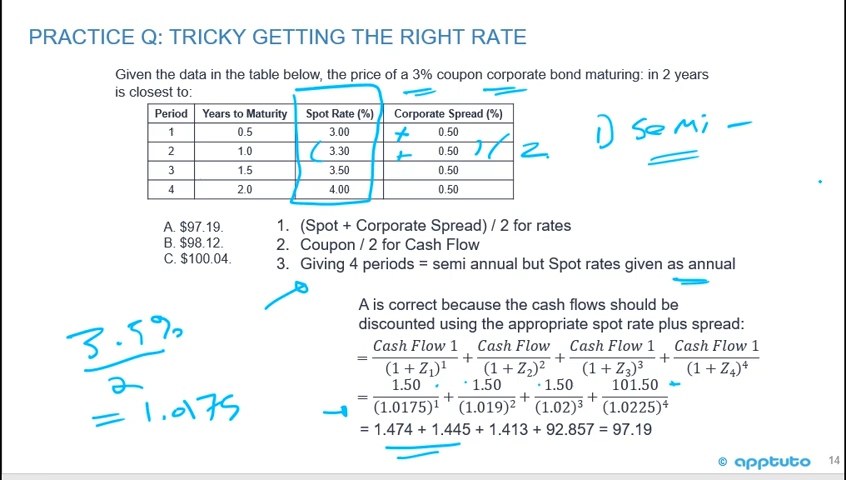 PRACTICE Q: TRICKY GETTING THE RIGHT RATE
Given the data in the table below, the price of a 3% coupon corporate bond maturing: in 2 years
is closest to:
Period Years to Maturity Spot Rate (%) Corporate Spread (%)
1 0.5 3.00 + 0.50
2 1.0 ( 3.30 + 0.50 ) / 2
3 1.5 3.50 0.50
4 2.0 4.00 0.50
1) Semi -
A. $97.19.
B. $98.12.
C. $100.04.
1. (Spot + Corporate Spread) / 2 for rates
2. Coupon / 2 for Cash Flow
3. Giving 4 periods = semi annual but Spot rates given as annual
3.5%
2
= 1.0175
A is correct because the cash flows should be
discounted using the appropriate spot rate plus spread:
= Cash Flow 1 / (1 + Z₁)¹ + Cash Flow / (1 + Z₂)² + Cash Flow 1 / (1 + Z₃)³ + Cash Flow 1 / (1 + Z₄)⁴
= 1.50 / (1.0175)¹ + 1.50 / (1.019)² + 1.50 / (1.02)³ + 101.50 / (1.0225)⁴
= 1.474 + 1.445 + 1.413 + 92.857 = 97.19
© apptuto 14